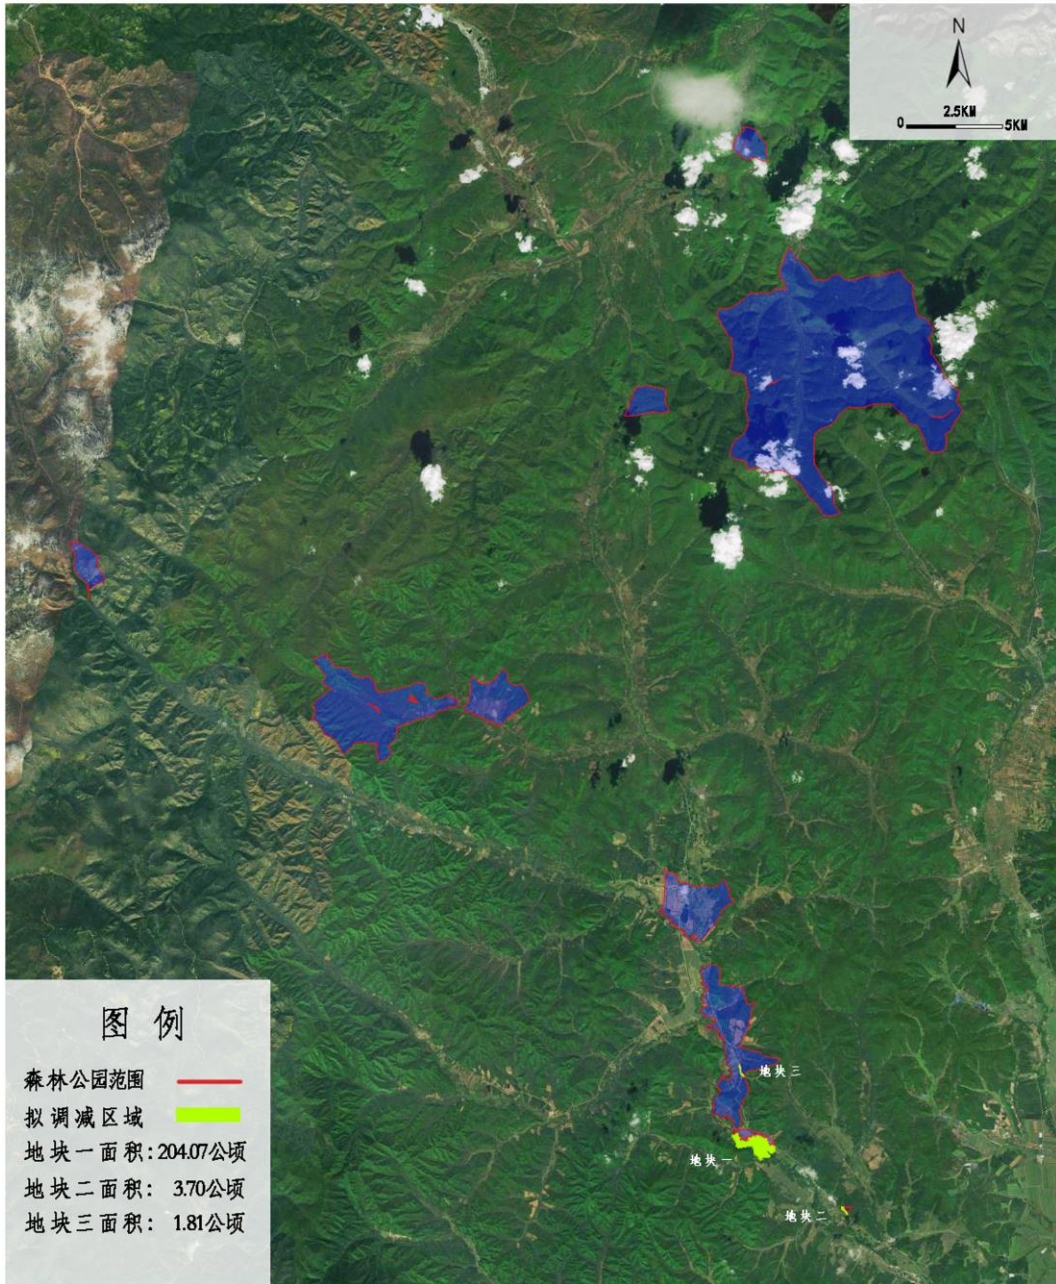 N
2.5KM
0 5KM
地块三
地块一
地块二
图 例
森林公园范围
拟调减区域
地块一面积:204.07公顷
地块二面积: 3.70公顷
地块三面积: 1.81公顷